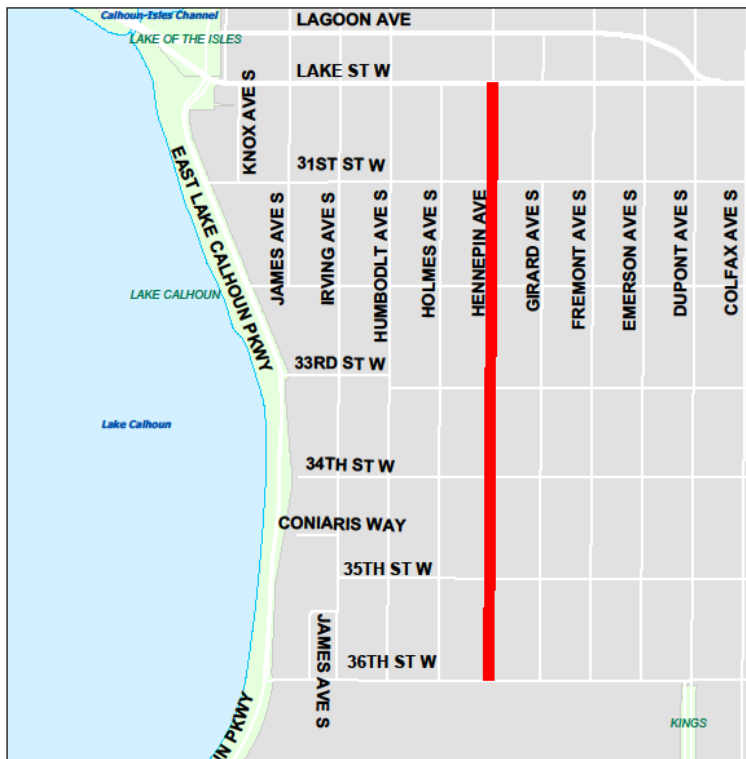 Calhoun-Isles Channel
LAGOON AVE
LAKE OF THE ISLES
LAKE ST W
KNOX AVE S
31ST ST W
EAST LAKE CALHOUN PKWY
JAMES AVE S
IRVING AVE S
HUMBODLT AVE S
HOLMES AVE S
HENNEPIN AVE
GIRARD AVE S
FREMONT AVE S
EMERSON AVE S
DUPONT AVE S
COLFAX AVE S
LAKE CALHOUN
33RD ST W
Lake Calhoun
34TH ST W
CONIARIS WAY
35TH ST W
JAMES AVE S
36TH ST W
IN PKWY
KINGS